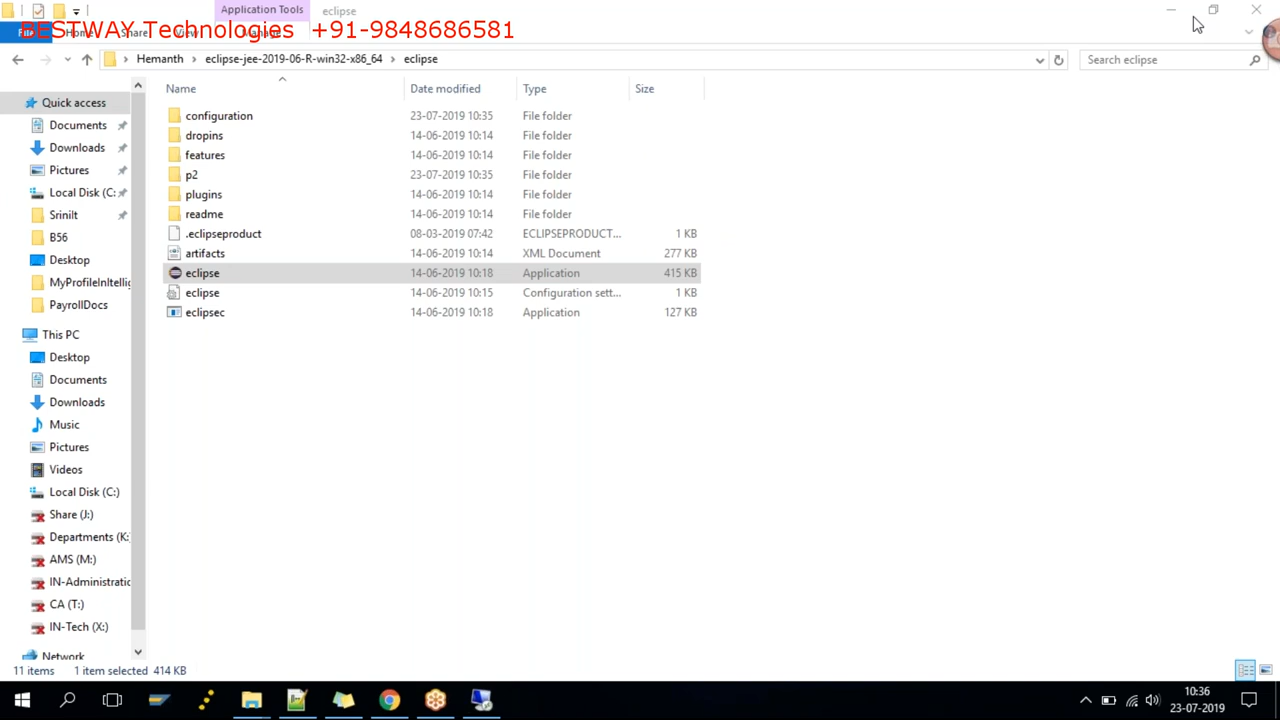 Application Tools
eclipse
File Home Share View Manage
BESTWAY Technologies +91-9848686581
Hemanth > eclipse-jee-2019-06-R-win32-x86_64 > eclipse
Search eclipse
Name Date modified Type Size
configuration 23-07-2019 10:35 File folder
dropins 14-06-2019 10:14 File folder
features 14-06-2019 10:14 File folder
p2 23-07-2019 10:35 File folder
plugins 14-06-2019 10:14 File folder
readme 14-06-2019 10:14 File folder
.eclipseproduct 08-03-2019 07:42 ECLIPSEPRODUCT... 1 KB
artifacts 14-06-2019 10:14 XML Document 277 KB
eclipse 14-06-2019 10:18 Application 415 KB
eclipse 14-06-2019 10:15 Configuration sett... 1 KB
eclipsec 14-06-2019 10:18 Application 127 KB
Quick access
Documents
Downloads
Pictures
Local Disk (C:
Srinilt
B56
Desktop
MyProfileIntellig
PayrollDocs
This PC
Desktop
Documents
Downloads
Music
Pictures
Videos
Local Disk (C:)
Share (J:)
Departments (K:
AMS (M:)
IN-Administratio
CA (T:)
IN-Tech (X:)
Network
11 items 1 item selected 414 KB
10:36
23-07-2019